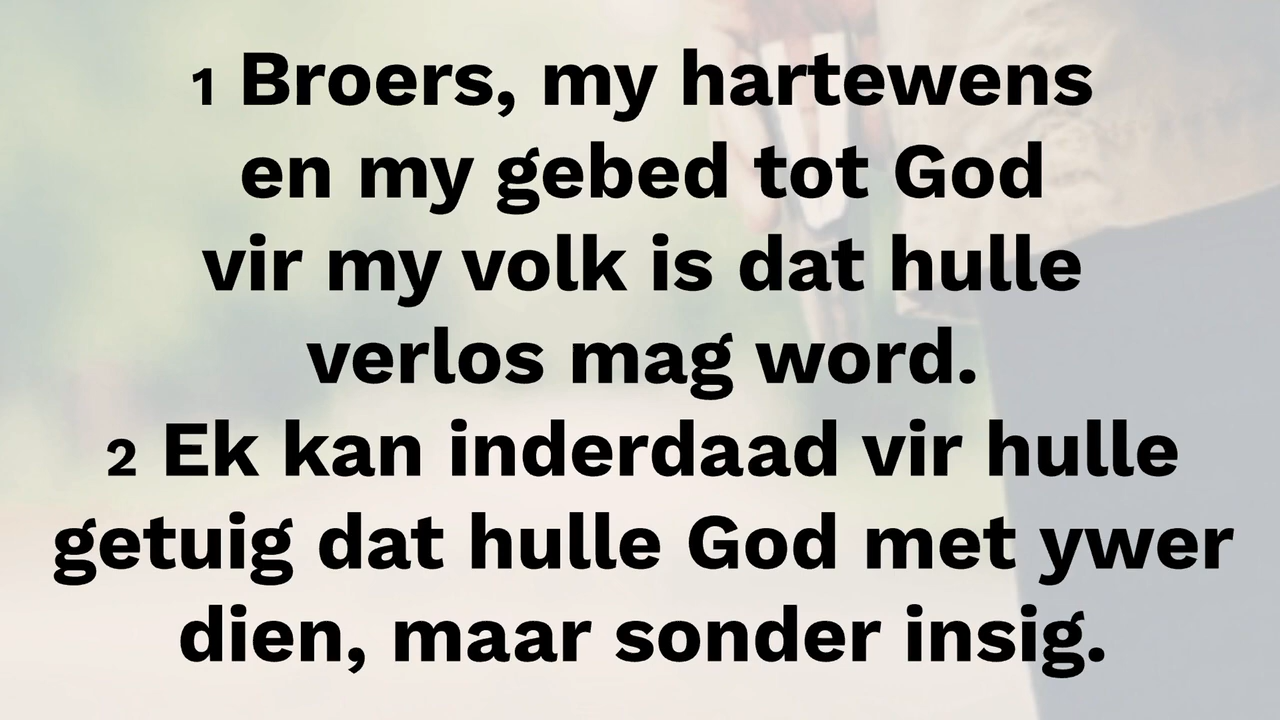 1 Broers, my hartewens
en my gebed tot God
vir my volk is dat hulle
verlos mag word.
2 Ek kan inderdaad vir hulle
getuig dat hulle God met ywer
dien, maar sonder insig.